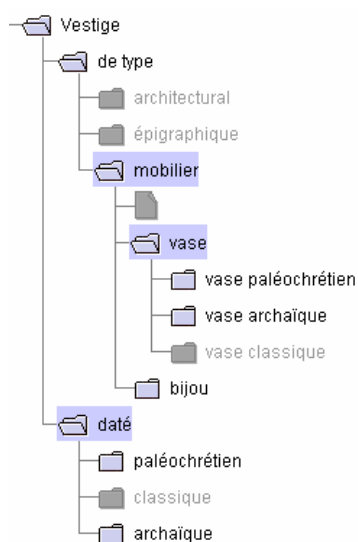 Vestige
de type
architectural
épigraphique
mobilier
vase
vase paléochrétien
vase archaïque
vase classique
bijou
daté
paléochrétien
classique
archaïque